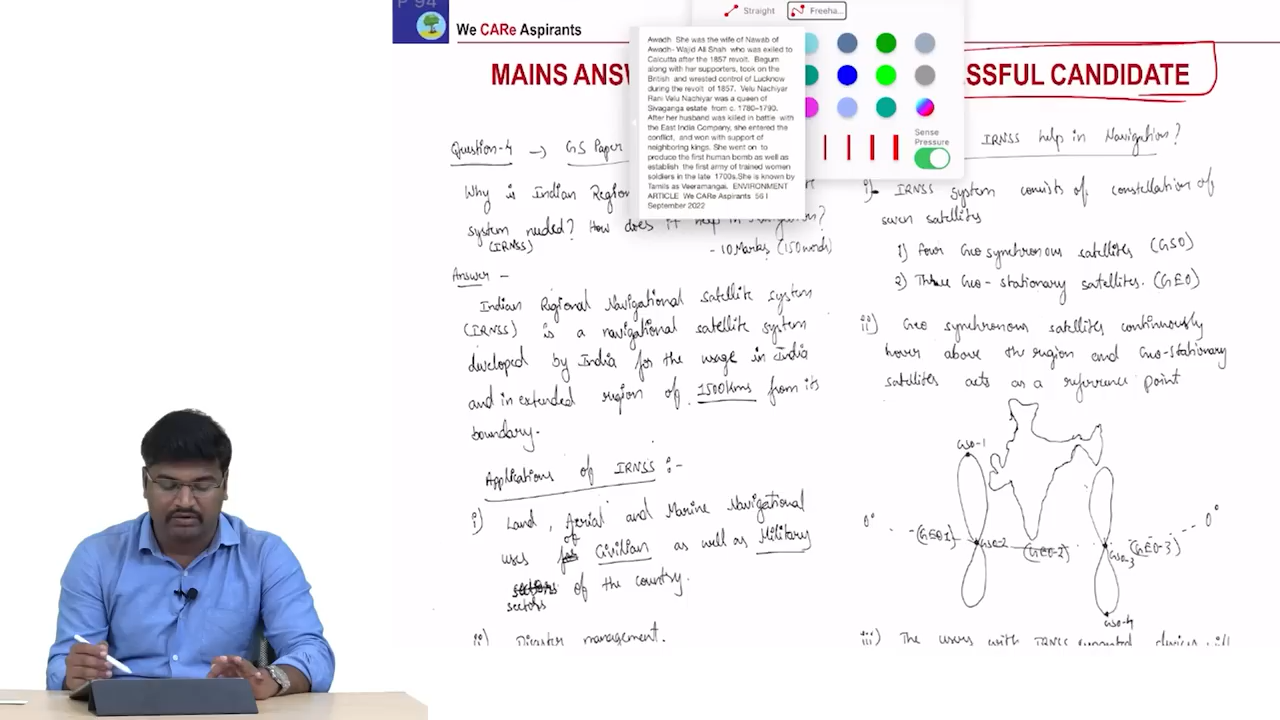 P 94
We CARe Aspirants
MAINS ANSW
SSFUL CANDIDATE
Straight
Freeha...
Sense
Pressure
Awadh She was the wife of Nawab of
Awadh- Wajid Ali Shah who was exiled to
Calcutta after the 1857 revolt. Begum
along with her supporters, took on the
British and wrested control of Lucknow
during the revolt of 1857. Velu Nachiyar
Rani Velu Nachiyar was a queen of
Sivaganga estate from c. 1780–1790.
After her husband was killed in battle with
the East India Company, she entered the
conflict, and won with support of
neighboring kings. She went on to
produce the first human bomb as well as
establish the first army of trained women
soldiers in the late 1700s.She is known by
Tamils as Veeramangai. ENVIRONMENT
ARTICLE We CARe Aspirants 56 I
September 2022
Question-4 → GS Paper
Why is Indian Region
system needed? How does it help in navigation?
(IRNSS)
- 10 Marks (150 words)
Answer -
Indian Regional Navigational satellite system
(IRNSS) is a navigational satellite system
developed by India for the usage in India
and in extended region of 1500kms from its
boundary.
Applications of IRNSS :-
i) Land, Aerial and Marine Navigational
uses of Civilian as well as Military
sectors of the country.
ii) Disaster management.
IRNSS help in Navigation?
i) IRNSS system consists of constellation of
seven satellites
1) four Geo synchronous satellites (GSO)
2) Three Geo-stationary satellites. (GEO)
ii) Geo synchronous satellites continuously
hover above the region and Geo-stationary
satellites acts as a reference point
GSO-1
0° (GEO1) GSO-2 (GEO-2) GSO-3 (GEO-3) 0°
GSO-4
iii) The users with IRNSS supported devices will